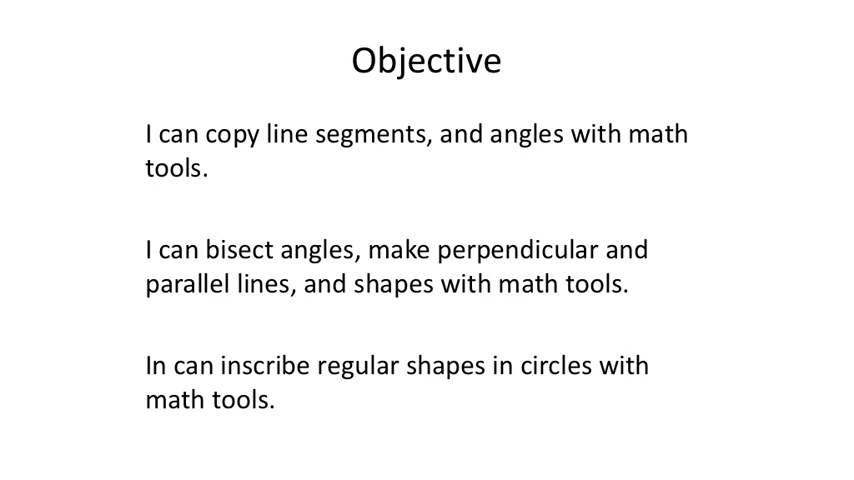 Objective
I can copy line segments, and angles with math
tools.
I can bisect angles, make perpendicular and
parallel lines, and shapes with math tools.
In can inscribe regular shapes in circles with
math tools.